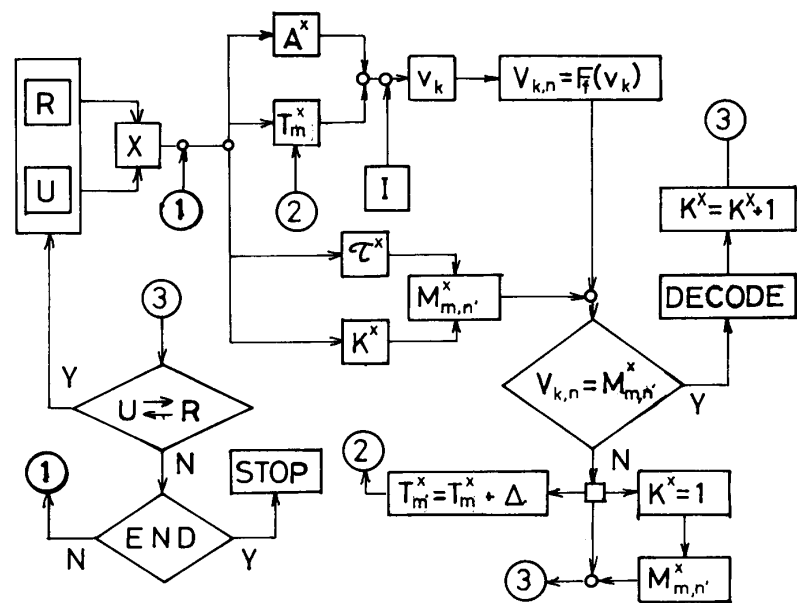 A^x
R
X
U
T_m^x
v_k
V_{k,n} = F_f(v_k)
1
2
I
3
K^x = K^x+1
τ^x
M^x_{m,n'}
K^x
DECODE
3
V_{k,n} = M^x_{m,n'}
Y
N
Y
U ⇄ R
N
1
STOP
END
N
Y
2
T^x_{m'} = T^x_m + Δ
K^x = 1
3
M^x_{m,n'}